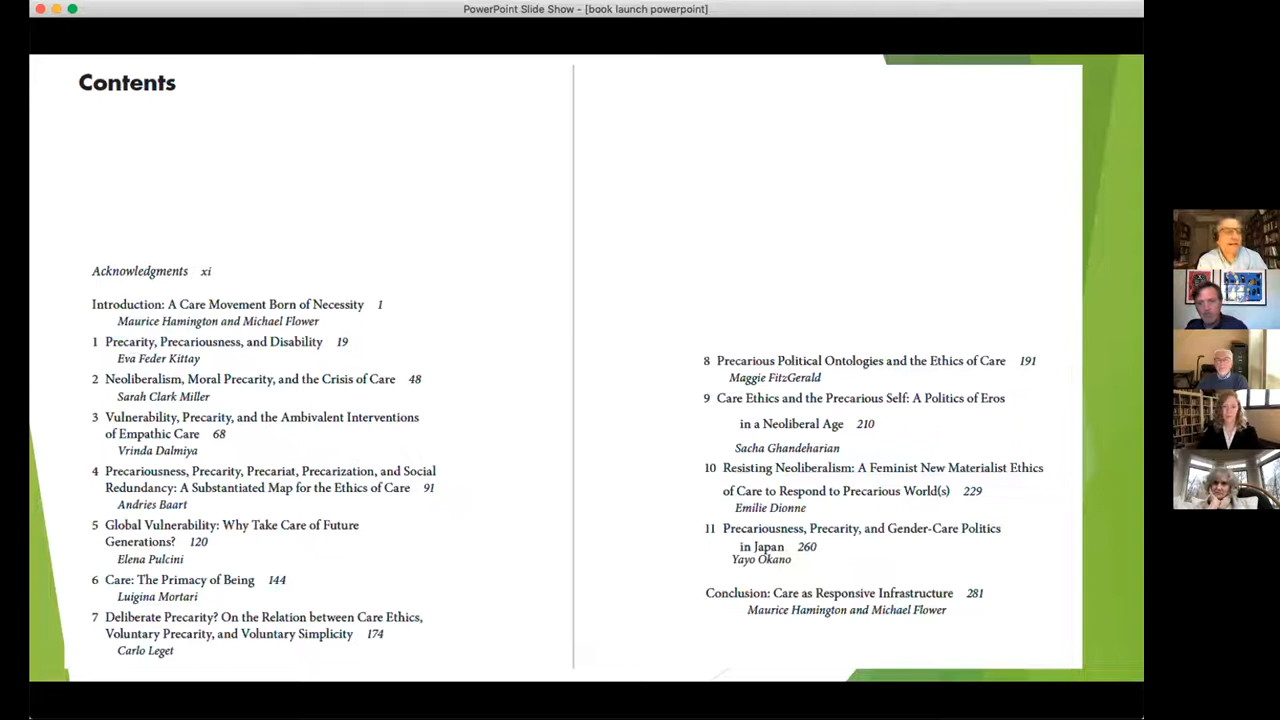 PowerPoint Slide Show - [book launch powerpoint]
Contents
Acknowledgments xi
Introduction: A Care Movement Born of Necessity 1
Maurice Hamington and Michael Flower
1 Precarity, Precariousness, and Disability 19
Eva Feder Kittay
2 Neoliberalism, Moral Precarity, and the Crisis of Care 48
Sarah Clark Miller
3 Vulnerability, Precarity, and the Ambivalent Interventions
of Empathic Care 68
Vrinda Dalmiya
4 Precariousness, Precarity, Precariat, Precarization, and Social
Redundancy: A Substantiated Map for the Ethics of Care 91
Andries Baart
5 Global Vulnerability: Why Take Care of Future
Generations? 120
Elena Pulcini
6 Care: The Primacy of Being 144
Luigina Mortari
7 Deliberate Precarity? On the Relation between Care Ethics,
Voluntary Precarity, and Voluntary Simplicity 174
Carlo Leget
8 Precarious Political Ontologies and the Ethics of Care 191
Maggie FitzGerald
9 Care Ethics and the Precarious Self: A Politics of Eros
in a Neoliberal Age 210
Sacha Ghandeharian
10 Resisting Neoliberalism: A Feminist New Materialist Ethics
of Care to Respond to Precarious World(s) 229
Emilie Dionne
11 Precariousness, Precarity, and Gender-Care Politics
in Japan 260
Yayo Okano
Conclusion: Care as Responsive Infrastructure 281
Maurice Hamington and Michael Flower